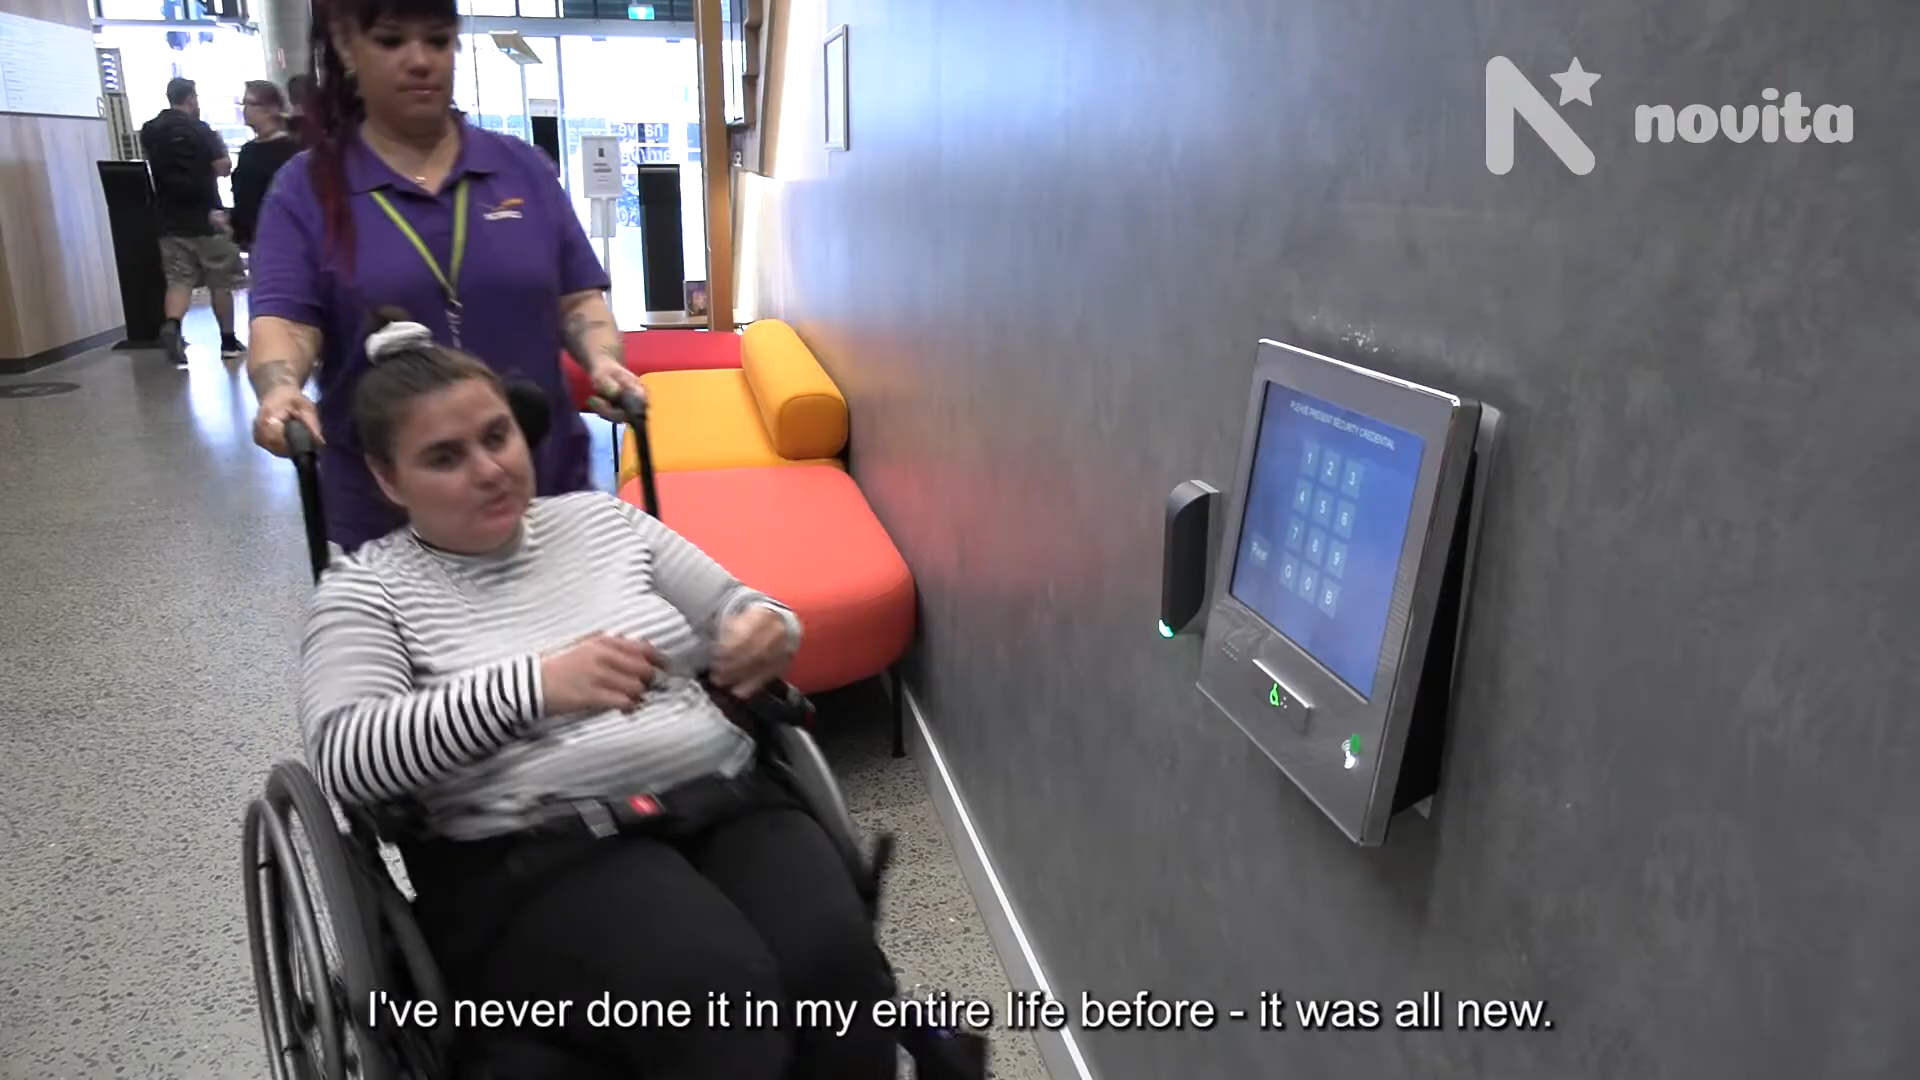 novita
PLEASE PRESENT SECURITY CREDENTIAL
1 2 3
4 5 6
7 8 9
Rear
G 0 B
I've never done it in my entire life before - it was all new.